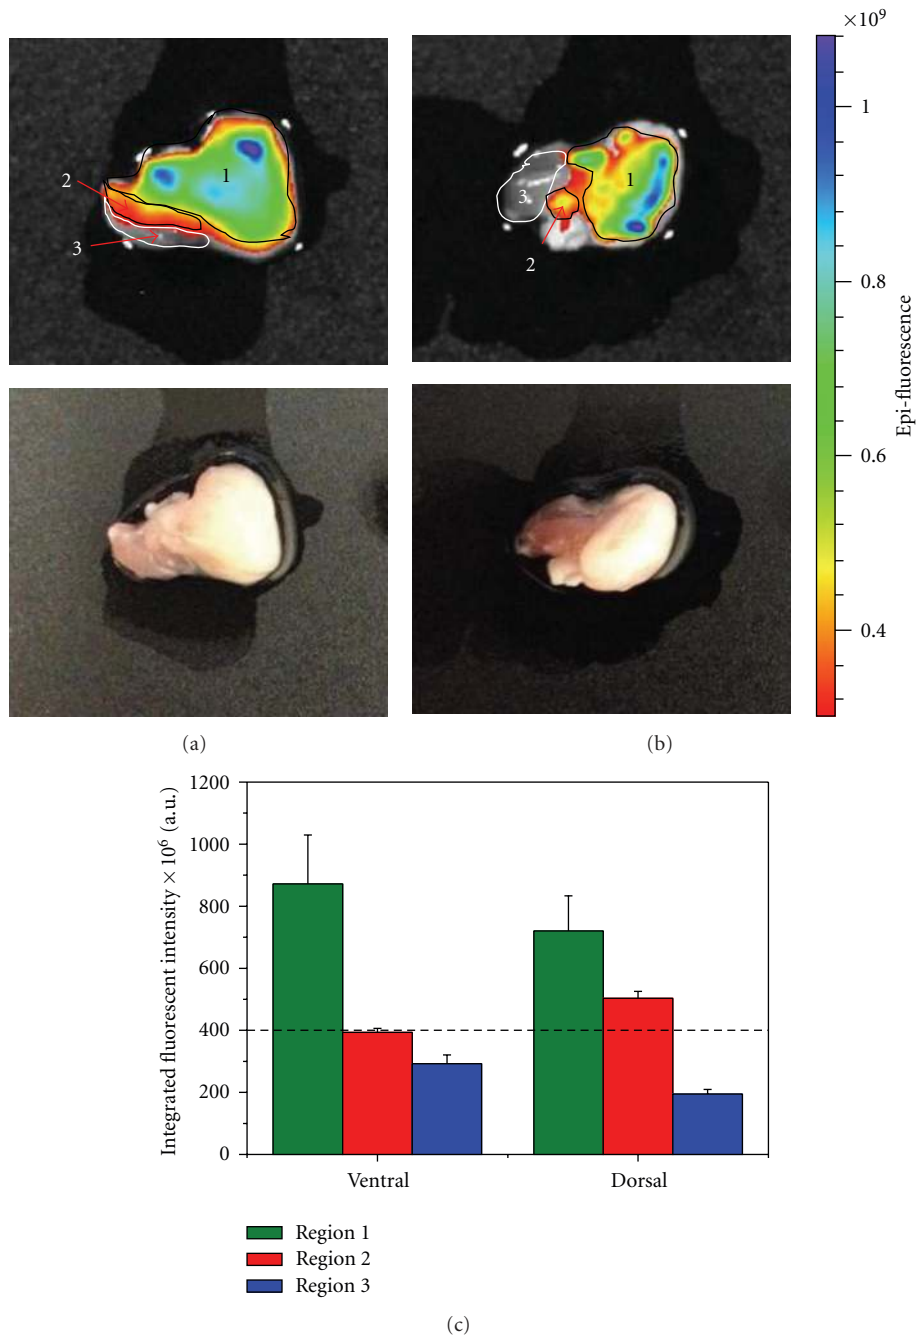 ×10⁹
1
2
3
1
3
2
1
0.8
0.6
0.4
Epi-fluorescence
(a)
(b)
1200
1000
800
600
400
200
0
Integrated fluorescent intensity × 10⁶ (a.u.)
Ventral
Dorsal
Region 1
Region 2
Region 3
(c)